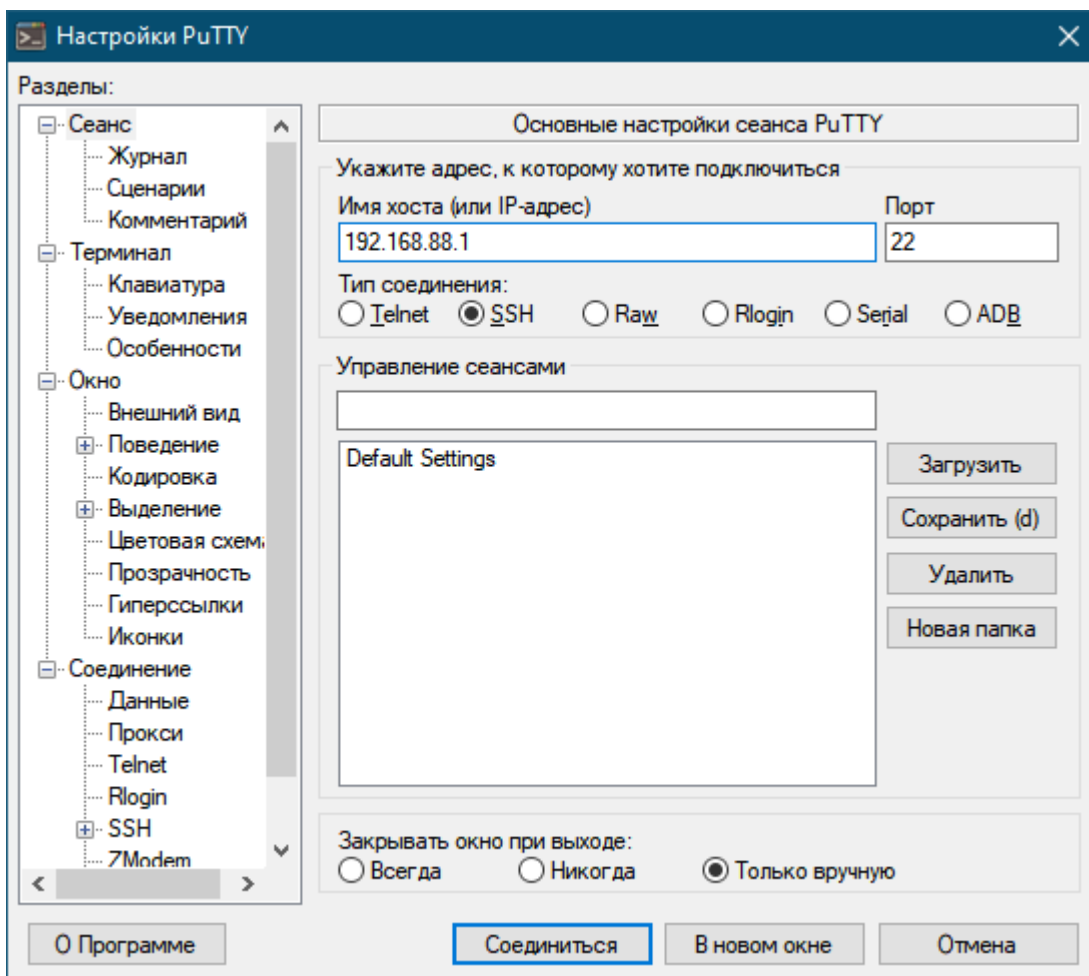 Настройки PuTTY
Разделы:
Сеанс
Журнал
Сценарии
Комментарий
Терминал
Клавиатура
Уведомления
Особенности
Окно
Внешний вид
Поведение
Кодировка
Выделение
Цветовая схема
Прозрачность
Гиперссылки
Иконки
Соединение
Данные
Прокси
Telnet
Rlogin
SSH
ZModem
Основные настройки сеанса PuTTY
Укажите адрес, к которому хотите подключиться
Имя хоста (или IP-адрес) Порт
192.168.88.1 22
Тип соединения:
Telnet SSH Raw Rlogin Serial ADB
Управление сеансами
Default Settings
Загрузить
Сохранить (d)
Удалить
Новая папка
Закрывать окно при выходе:
Всегда Никогда Только вручную
О Программе Соединиться В новом окне Отмена